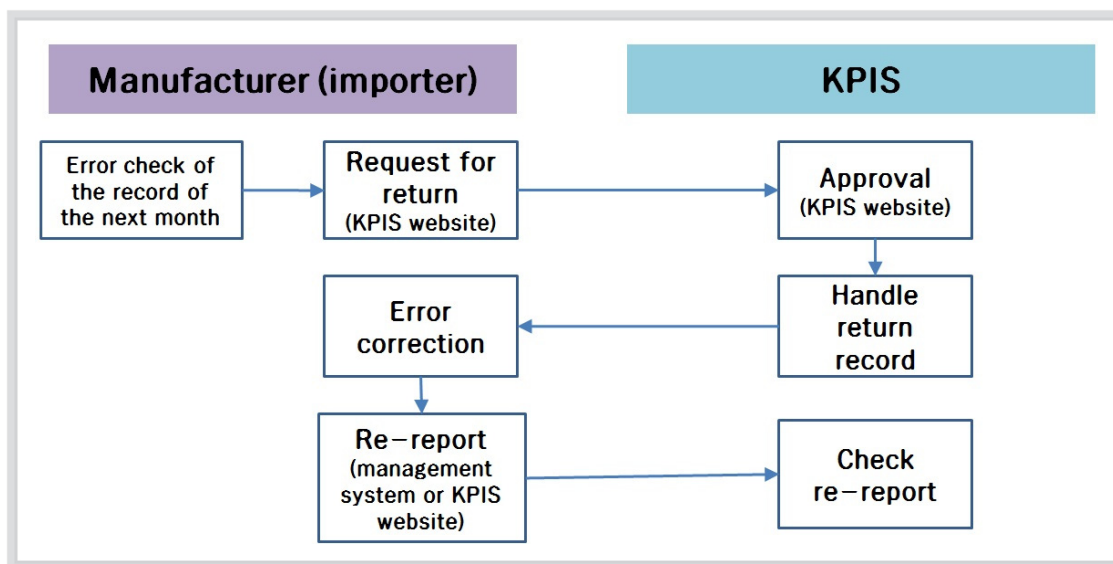 Manufacturer (importer)
KPIS
Error check of
the record of
the next month
Request for
return
(KPIS website)
Approval
(KPIS website)
Handle
return
record
Error
correction
Re-report
(management
system or KPIS
website)
Check
re-report